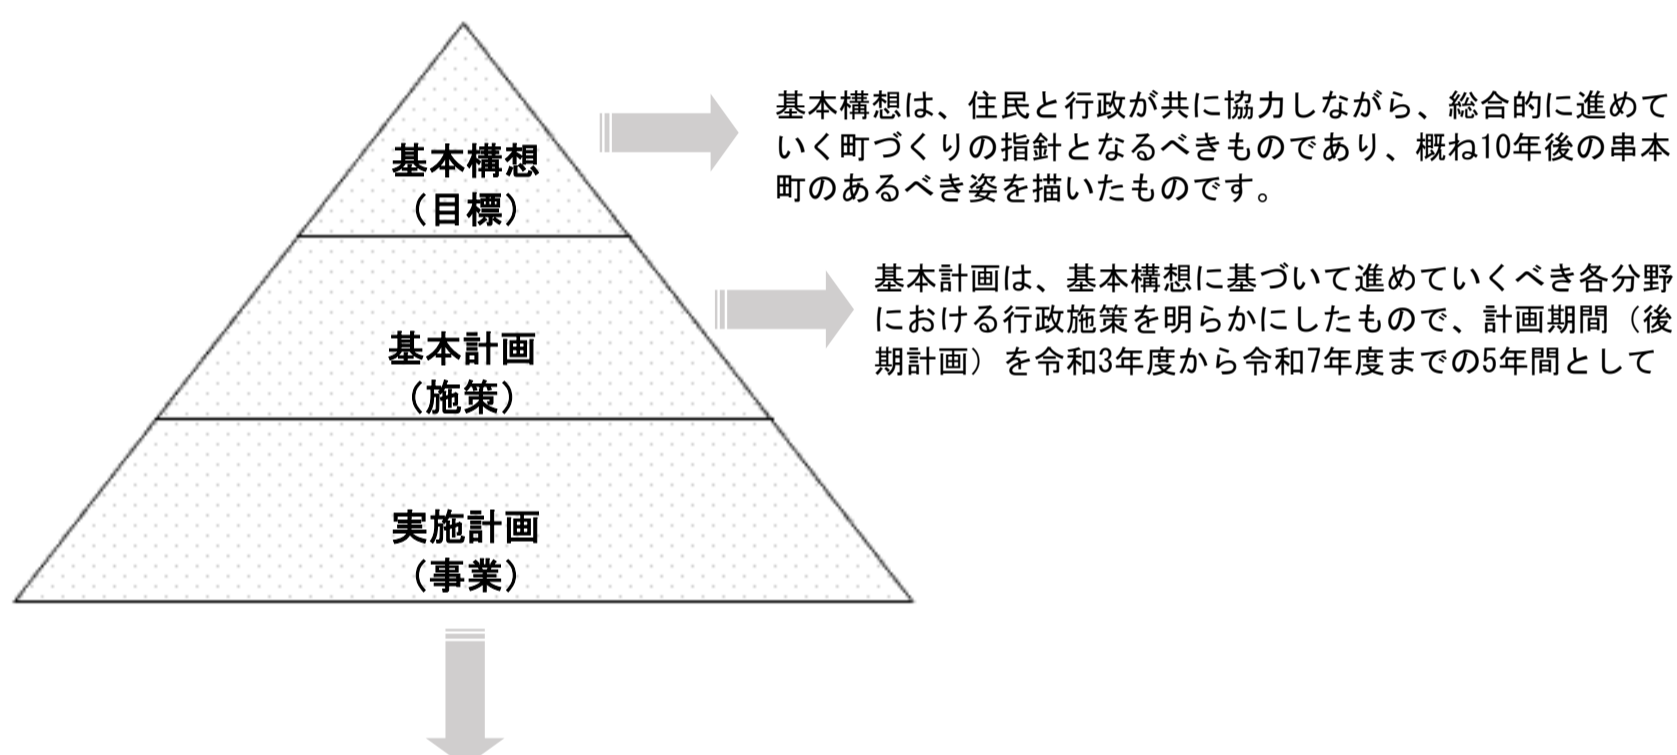 基本構想
（目標）
基本構想は、住民と行政が共に協力しながら、総合的に進めて
いく町づくりの指針となるべきものであり、概ね10年後の串本
町のあるべき姿を描いたものです。
基本計画
（施策）
基本計画は、基本構想に基づいて進めていくべき各分野
における行政施策を明らかにしたもので、計画期間（後
期計画）を令和3年度から令和7年度までの5年間として
実施計画
（事業）